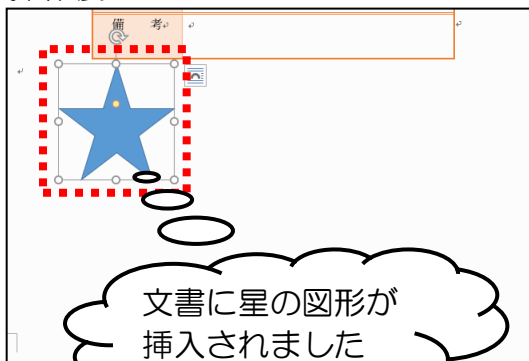 備　考
文書に星の図形が
挿入されました